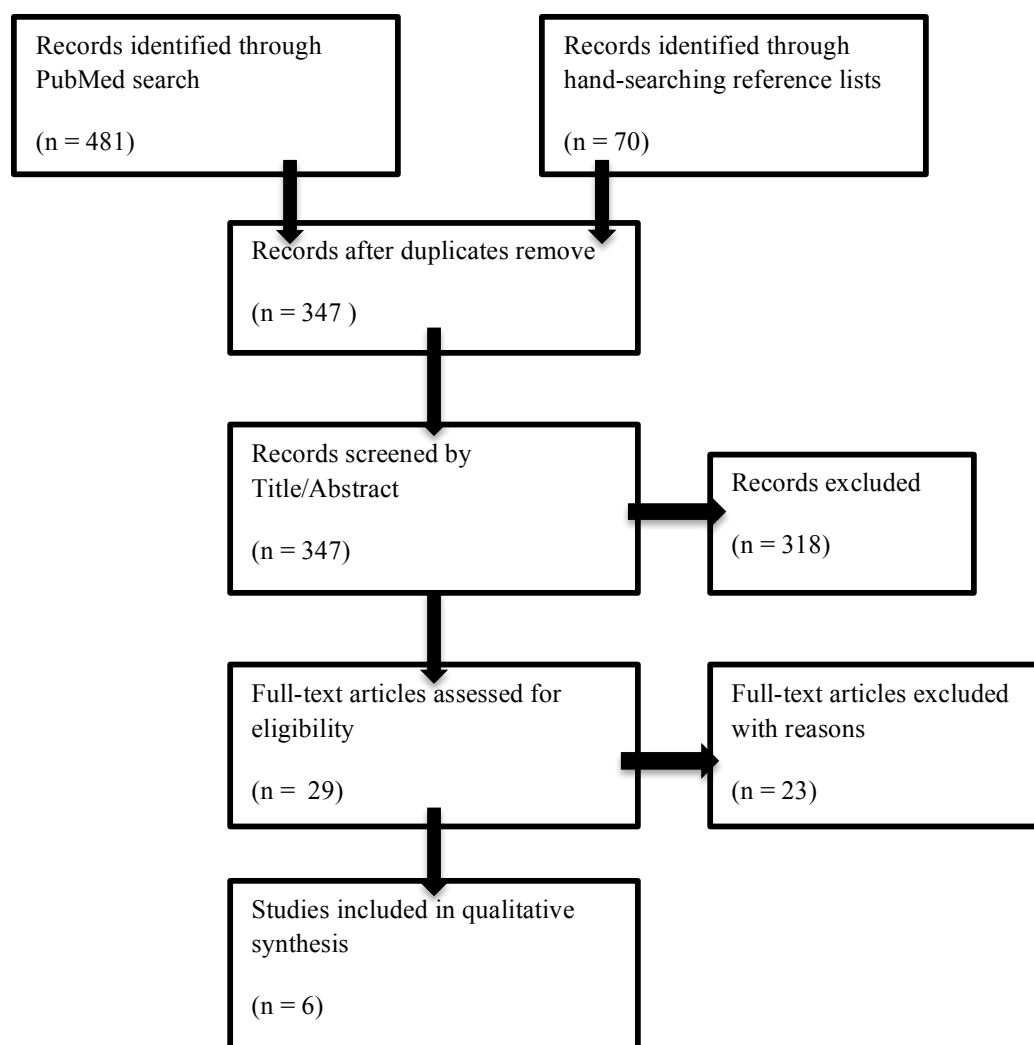 Records identified through
PubMed search
(n = 481)
Records identified through
hand-searching reference lists
(n = 70)
Records after duplicates remove
(n = 347 )
Records screened by
Title/Abstract
(n = 347)
Records excluded
(n = 318)
Full-text articles assessed for
eligibility
(n =  29)
Full-text articles excluded
with reasons
(n = 23)
Studies included in qualitative
synthesis
(n = 6)